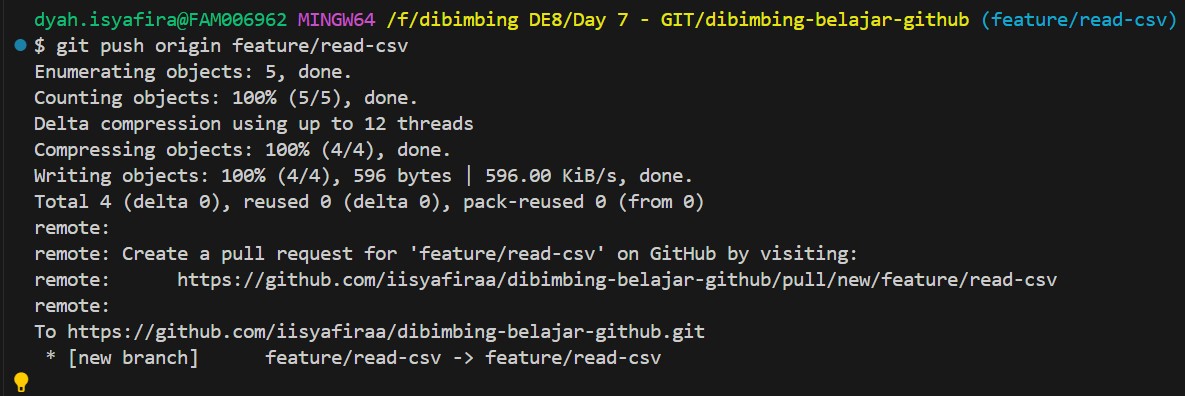 dyah.isyafira@FAM006962 MINGW64 /f/dibimbing DE8/Day 7 - GIT/dibimbing-belajar-github (feature/read-csv)
$ git push origin feature/read-csv
Enumerating objects: 5, done.
Counting objects: 100% (5/5), done.
Delta compression using up to 12 threads
Compressing objects: 100% (4/4), done.
Writing objects: 100% (4/4), 596 bytes | 596.00 KiB/s, done.
Total 4 (delta 0), reused 0 (delta 0), pack-reused 0 (from 0)
remote:
remote: Create a pull request for 'feature/read-csv' on GitHub by visiting:
remote:      https://github.com/iisyafiraa/dibimbing-belajar-github/pull/new/feature/read-csv
remote:
To https://github.com/iisyafiraa/dibimbing-belajar-github.git
 * [new branch]      feature/read-csv -> feature/read-csv